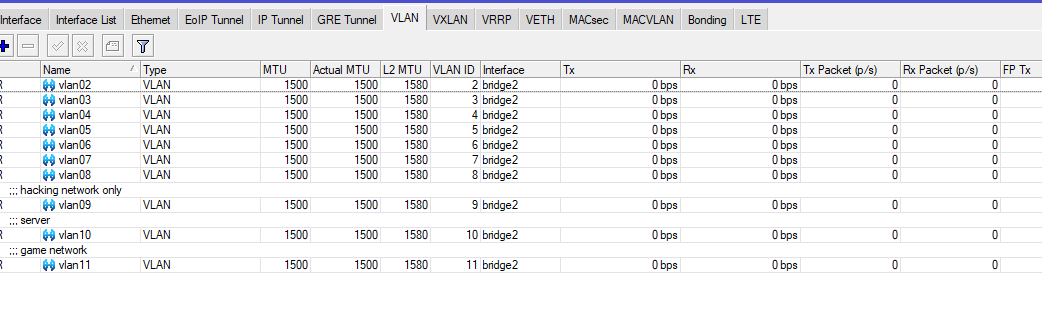 Interface Interface List Ethernet EoIP Tunnel IP Tunnel GRE Tunnel VLAN VXLAN VRRP VETH MACsec MACVLAN Bonding LTE
Name Type MTU Actual MTU L2 MTU VLAN ID Interface Tx Rx Tx Packet (p/s) Rx Packet (p/s) FP Tx
R vlan02 VLAN 1500 1500 1580 2 bridge2 0 bps 0 bps 0 0
R vlan03 VLAN 1500 1500 1580 3 bridge2 0 bps 0 bps 0 0
R vlan04 VLAN 1500 1500 1580 4 bridge2 0 bps 0 bps 0 0
R vlan05 VLAN 1500 1500 1580 5 bridge2 0 bps 0 bps 0 0
R vlan06 VLAN 1500 1500 1580 6 bridge2 0 bps 0 bps 0 0
R vlan07 VLAN 1500 1500 1580 7 bridge2 0 bps 0 bps 0 0
R vlan08 VLAN 1500 1500 1580 8 bridge2 0 bps 0 bps 0 0
;;; hacking network only
R vlan09 VLAN 1500 1500 1580 9 bridge2 0 bps 0 bps 0 0
;;; server
R vlan10 VLAN 1500 1500 1580 10 bridge2 0 bps 0 bps 0 0
;;; game network
R vlan11 VLAN 1500 1500 1580 11 bridge2 0 bps 0 bps 0 0